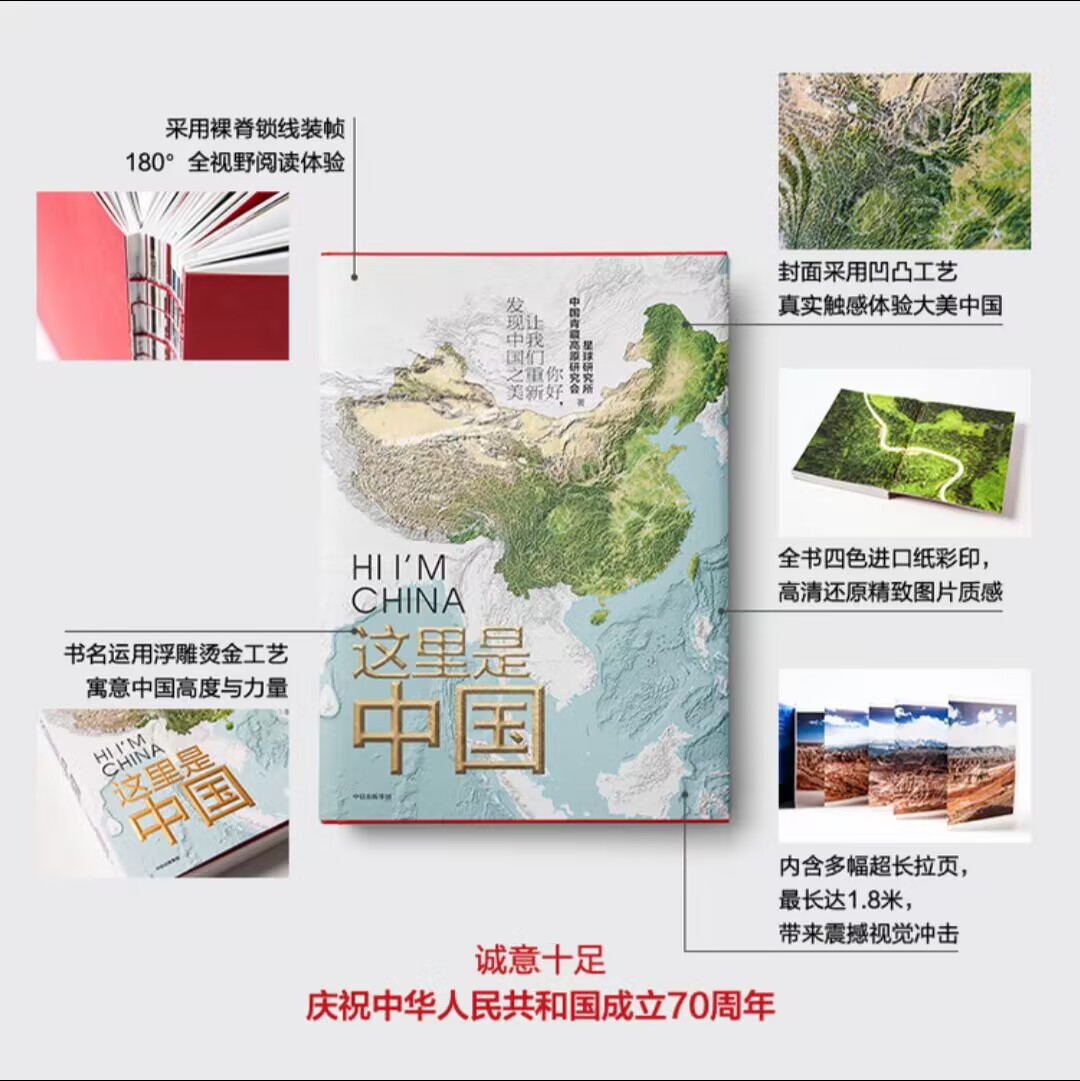 采用裸脊锁线装帧
180° 全视野阅读体验
封面采用凹凸工艺
真实触感体验大美中国
中国青藏高原研究会
星球研究所
著
你好，
让我们重新
发现中国之美
HI I'M
CHINA
这里是
中国
中信出版集团
全书四色进口纸彩印，
高清还原精致图片质感
书名运用浮雕烫金工艺
寓意中国高度与力量
HI I'M
CHINA
这里是
中国
内含多幅超长拉页，
最长达1.8米，
带来震撼视觉冲击
诚意十足
庆祝中华人民共和国成立70周年